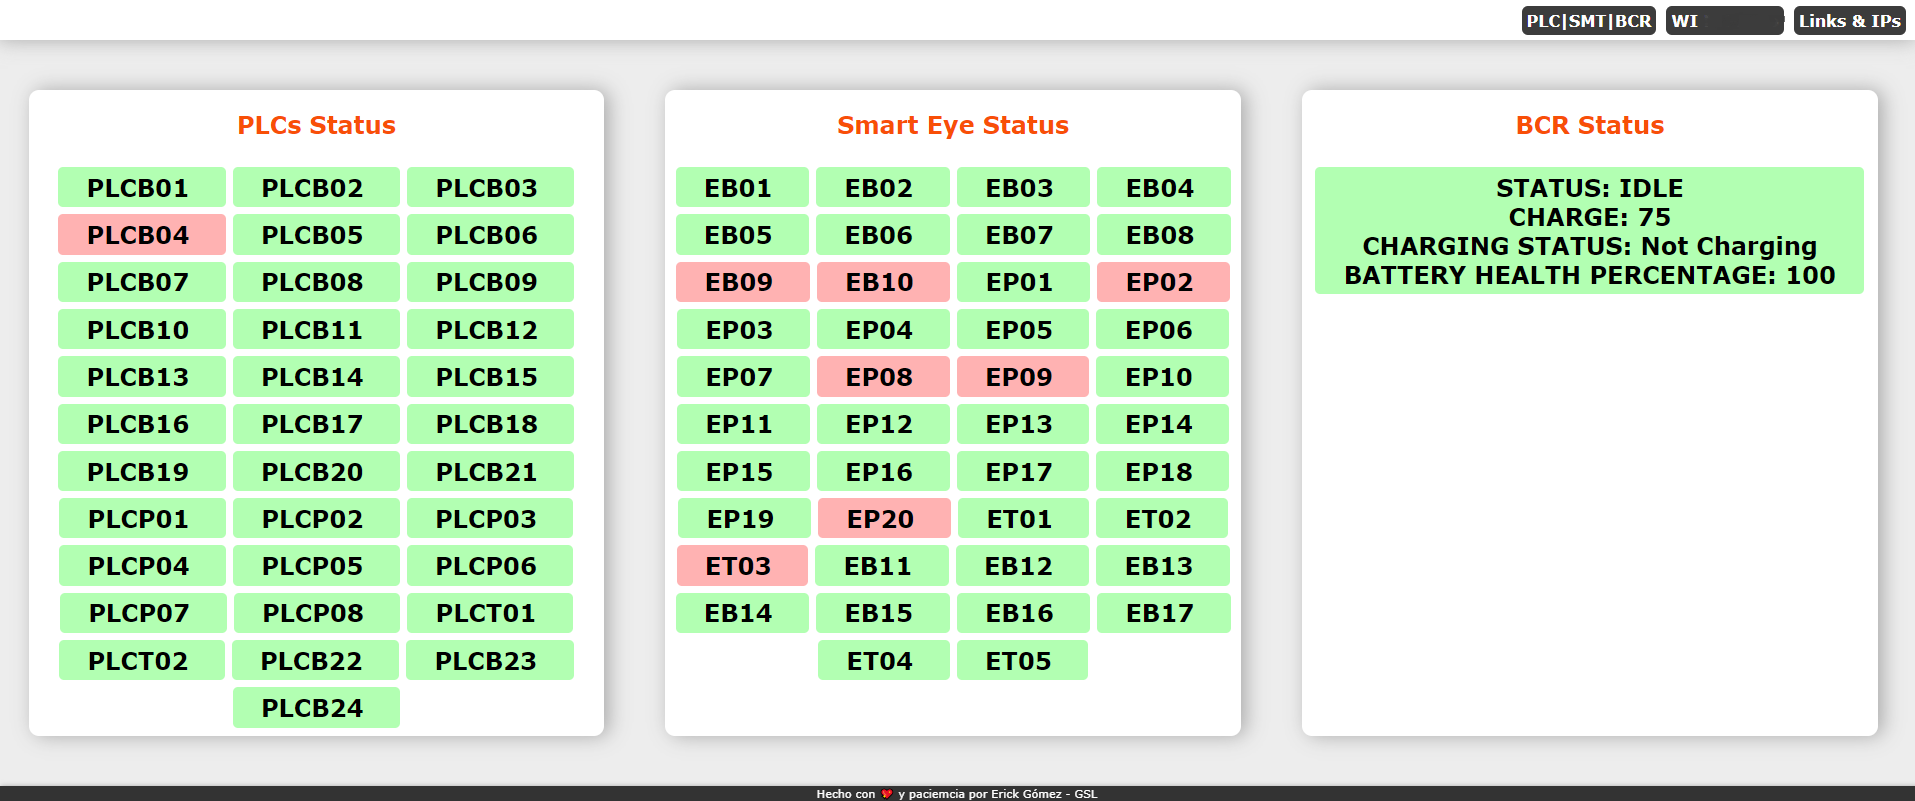 PLC|SMT|BCR WI Links & IPs
PLCs Status
PLCB01 PLCB02 PLCB03
PLCB04 PLCB05 PLCB06
PLCB07 PLCB08 PLCB09
PLCB10 PLCB11 PLCB12
PLCB13 PLCB14 PLCB15
PLCB16 PLCB17 PLCB18
PLCB19 PLCB20 PLCB21
PLCP01 PLCP02 PLCP03
PLCP04 PLCP05 PLCP06
PLCP07 PLCP08 PLCT01
PLCT02 PLCB22 PLCB23
PLCB24
Smart Eye Status
EB01 EB02 EB03 EB04
EB05 EB06 EB07 EB08
EB09 EB10 EP01 EP02
EP03 EP04 EP05 EP06
EP07 EP08 EP09 EP10
EP11 EP12 EP13 EP14
EP15 EP16 EP17 EP18
EP19 EP20 ET01 ET02
ET03 EB11 EB12 EB13
EB14 EB15 EB16 EB17
ET04 ET05
BCR Status
STATUS: IDLE
CHARGE: 75
CHARGING STATUS: Not Charging
BATTERY HEALTH PERCENTAGE: 100
Hecho con ❤️ y paciemcia por Erick Gómez - GSL